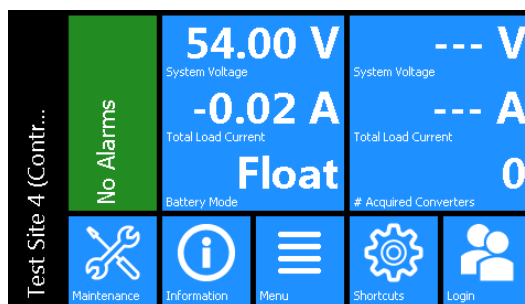 Test Site 4 (Contr...
No Alarms
54.00 V
System Voltage
-0.02 A
Total Load Current
Float
Battery Mode
--- V
System Voltage
--- A
Total Load Current
0
# Acquired Converters
Maintenance
Information
Menu
Shortcuts
Login